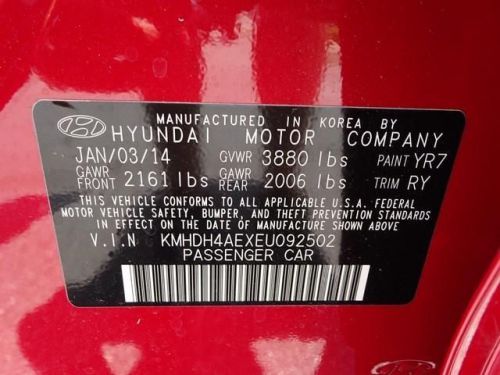 MANUFACTURED IN KOREA BY
HYUNDAI MOTOR COMPANY
JAN/03/14 GVWR 3880 lbs PAINT YR7
GAWR FRONT 2161 lbs GAWR REAR 2006 lbs TRIM RY
THIS VEHICLE CONFORMS TO ALL APPLICABLE U.S.A. FEDERAL
MOTOR VEHICLE SAFETY, BUMPER, AND THEFT PREVENTION STANDARDS
IN EFFECT ON THE DATE OF MANUFACTURE SHOWN ABOVE
V.I.N KMHDH4AEXEU092502
PASSENGER CAR